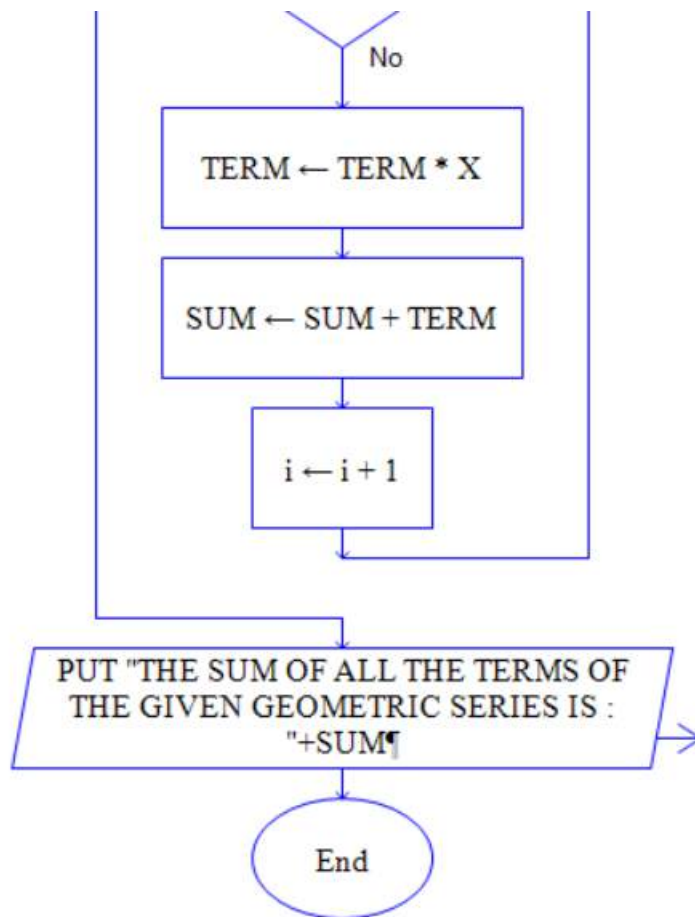 No
TERM ← TERM * X
SUM ← SUM + TERM
i ← i + 1
PUT "THE SUM OF ALL THE TERMS OF
THE GIVEN GEOMETRIC SERIES IS :
"+SUM¶
End